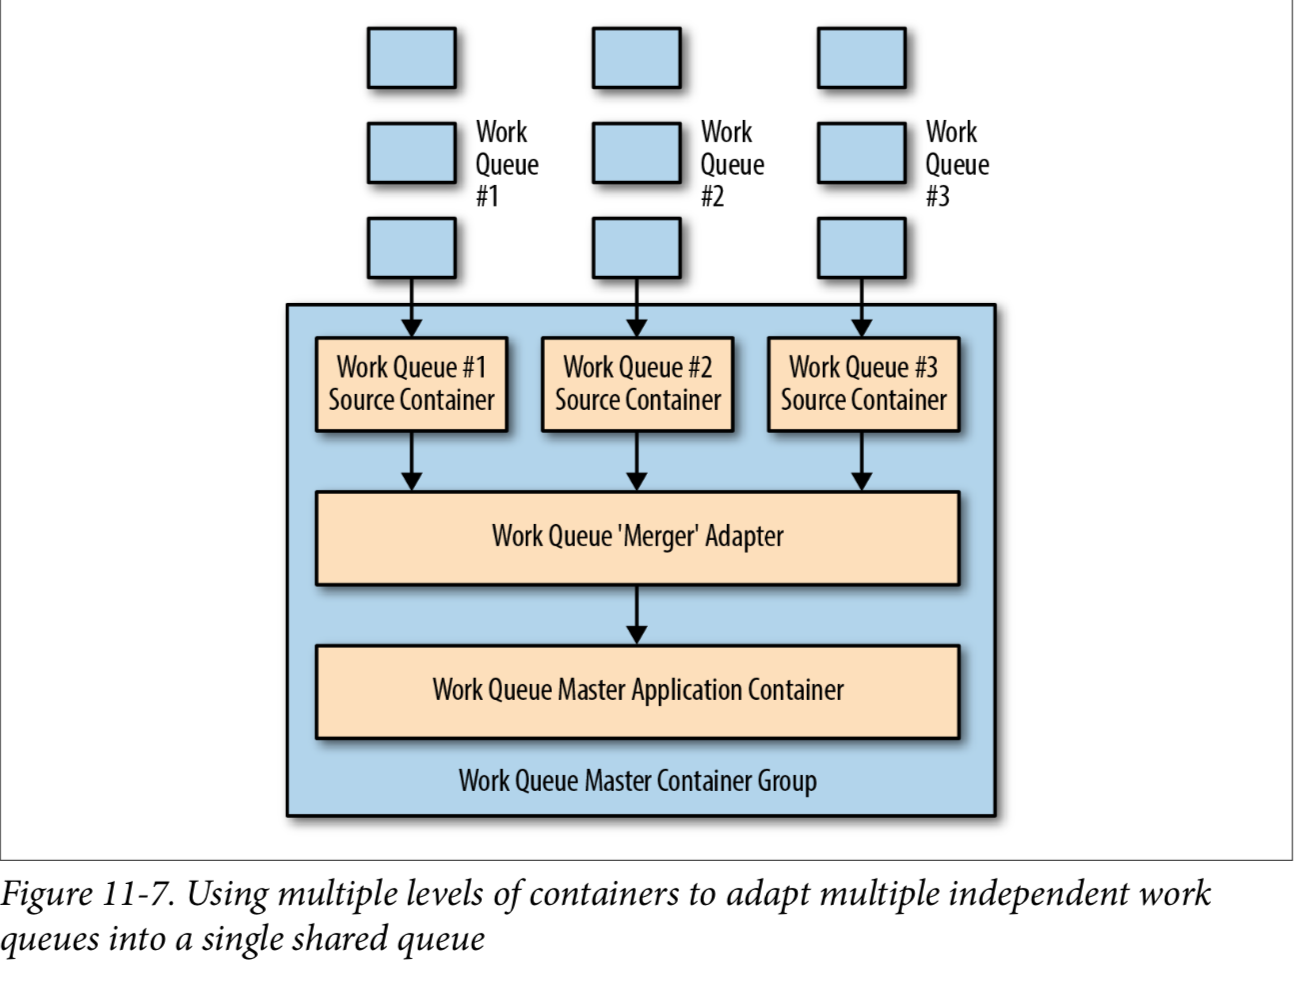 Work
Queue
#1
Work
Queue
#2
Work
Queue
#3
Work Queue #1
Source Container
Work Queue #2
Source Container
Work Queue #3
Source Container
Work Queue 'Merger' Adapter
Work Queue Master Application Container
Work Queue Master Container Group
Figure 11-7. Using multiple levels of containers to adapt multiple independent work
queues into a single shared queue